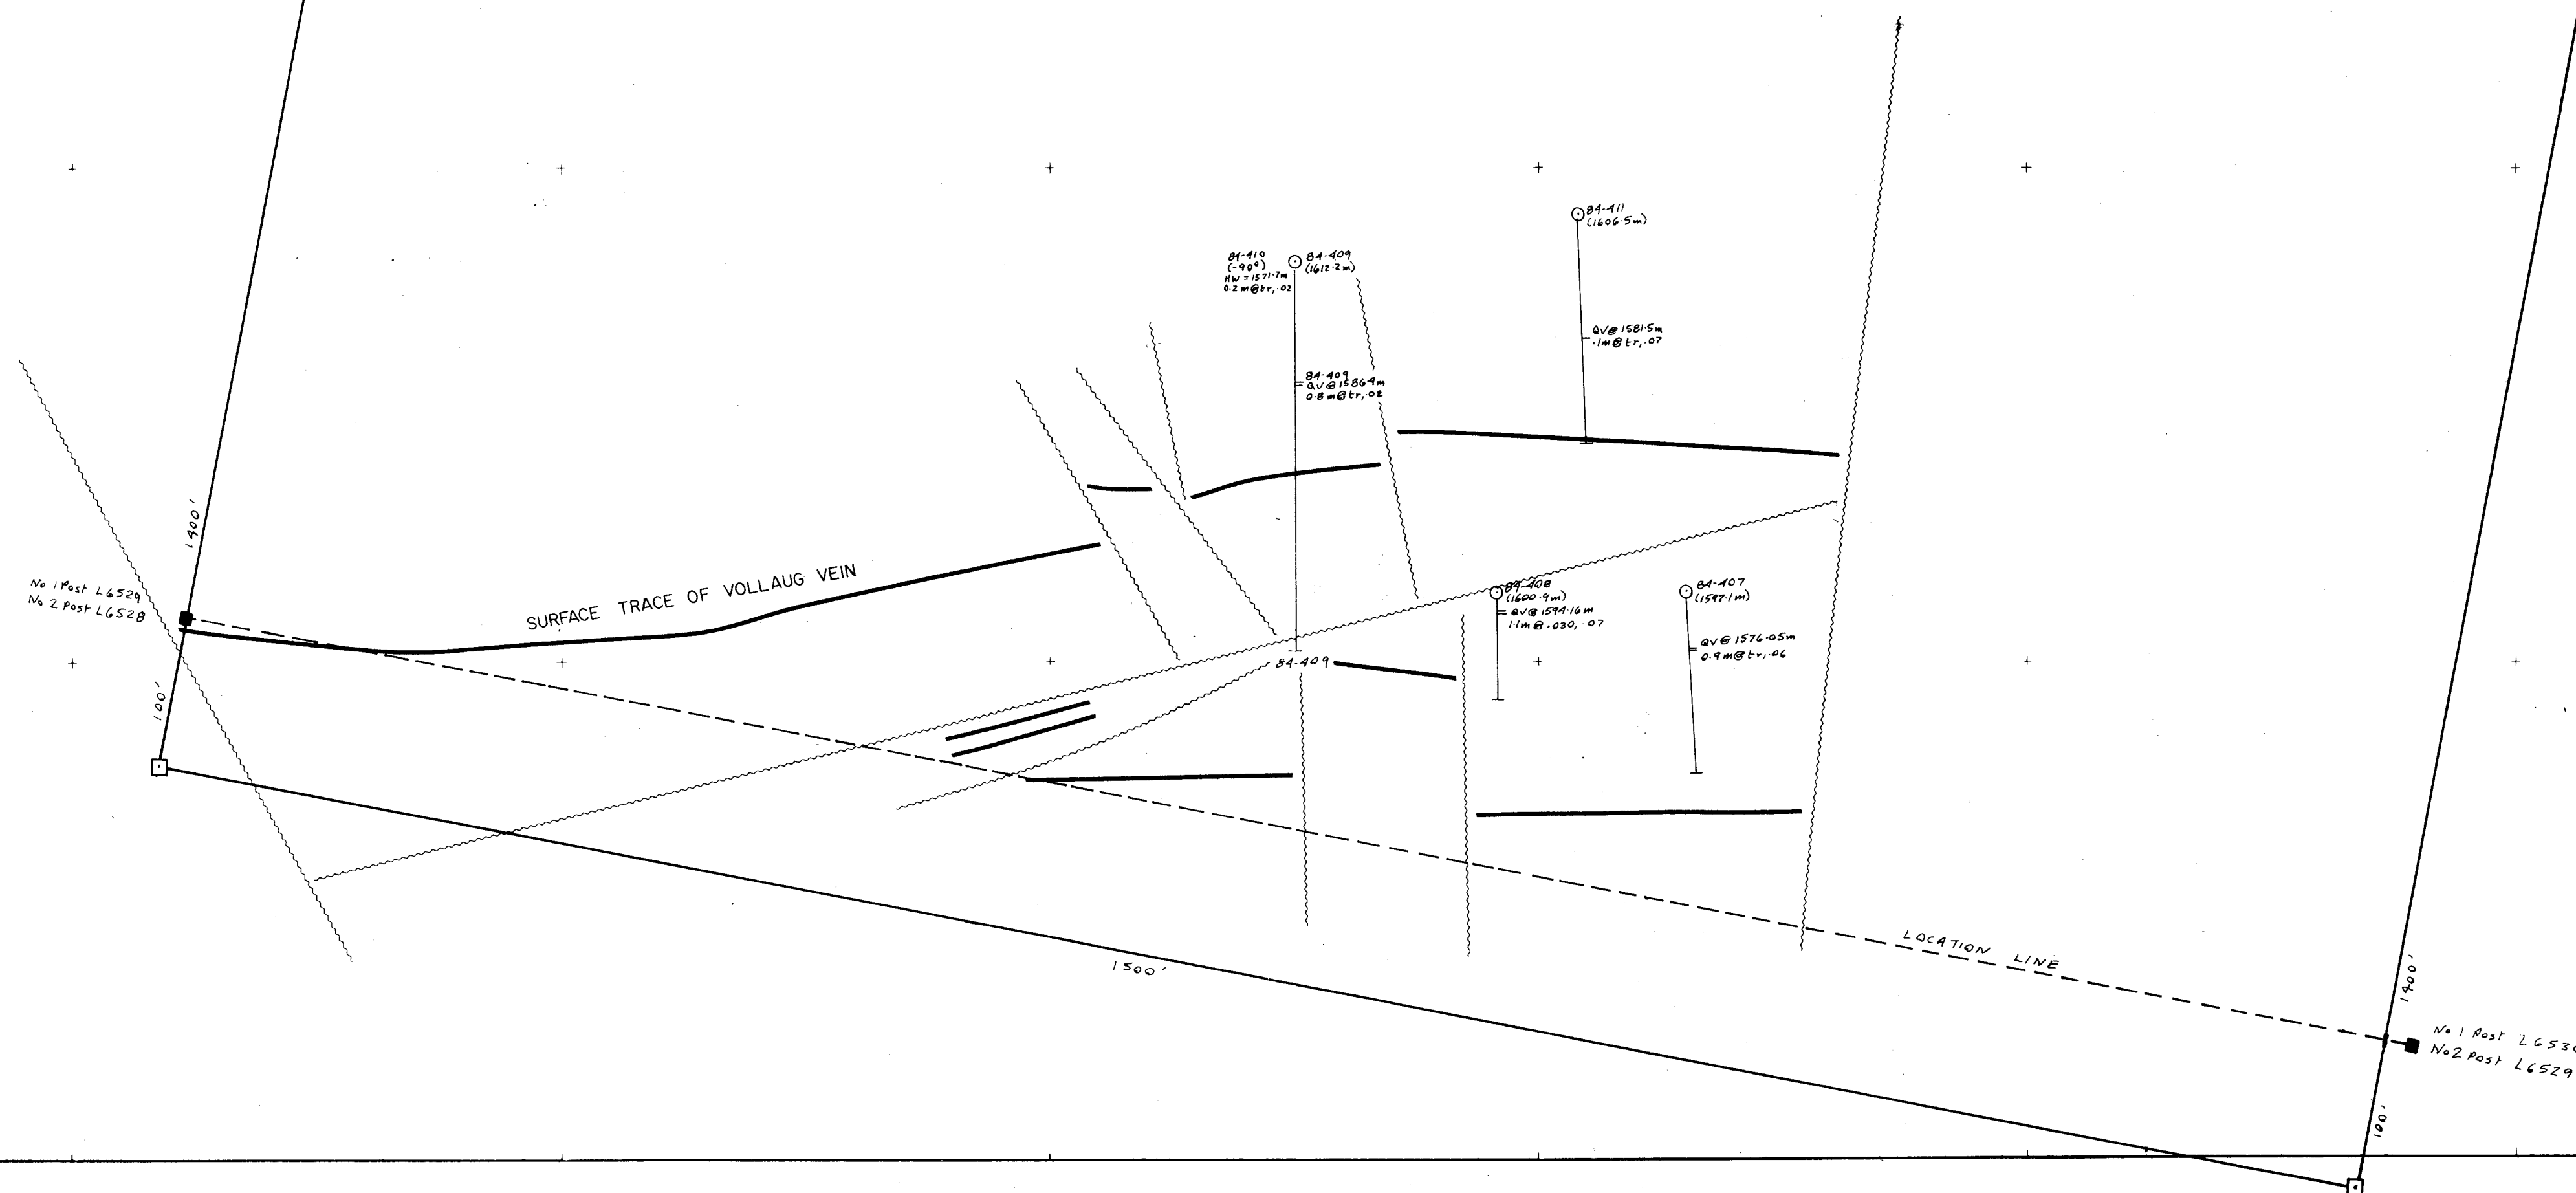 84-411
(1606.5m)
84-410
(-90°)
HW = 1571.7m
0.2m@tr,.02
84-409
(1612.2m)
QV@1581.5m
.1m@tr,.07
84-409
QV@1586.4m
0.8m@tr,.02
1400'
No 1 Post L6529
No 2 Post L6528
SURFACE TRACE OF VOLLAUG VEIN
84-408
(1600.9m)
QV@1594.16m
1.1m@.030,.07
84-407
(1597.1m)
QV@1576.05m
0.9m@tr,.06
84-409
100'
1500'
LOCATION LINE
1400'
No 1 Post L6530
No 2 Post L6529
100'